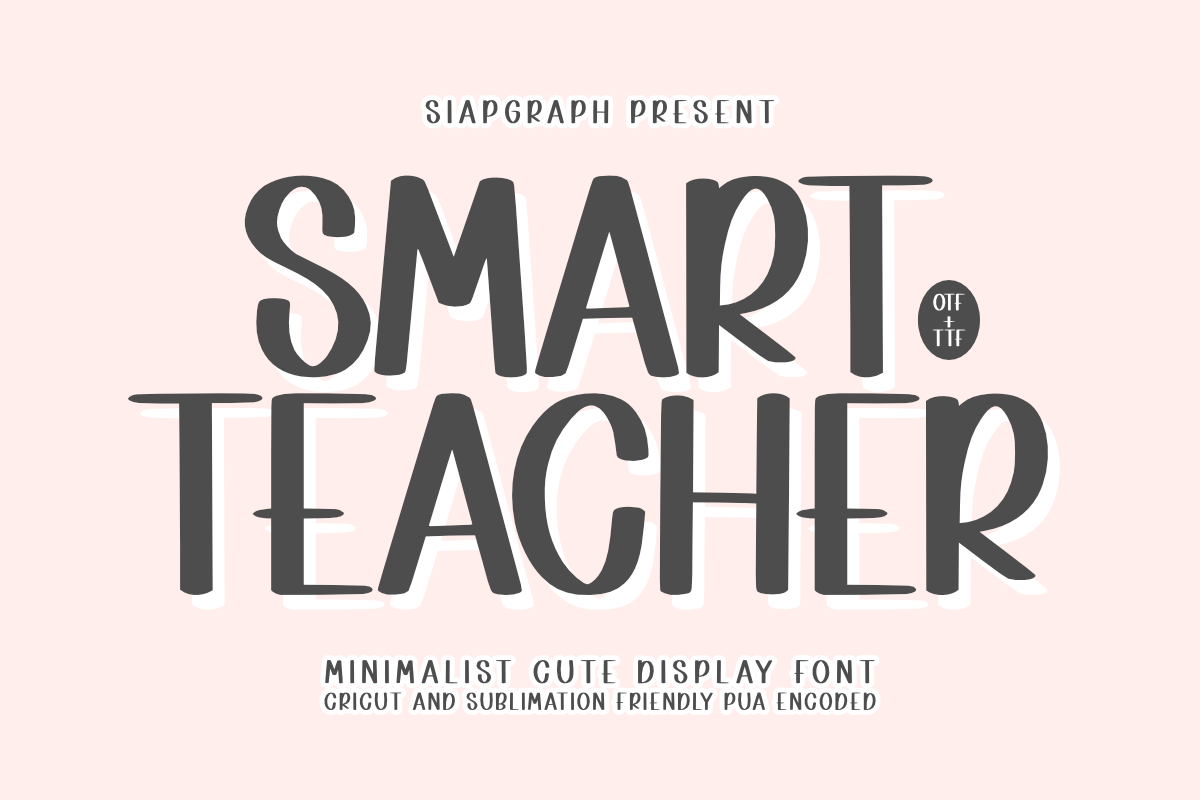 SIAPGRAPH PRESENT
SMART
OTF
+
TTF
TEACHER
MINIMALIST CUTE DISPLAY FONT
CRICUT AND SUBLIMATION FRIENDLY PUA ENCODED